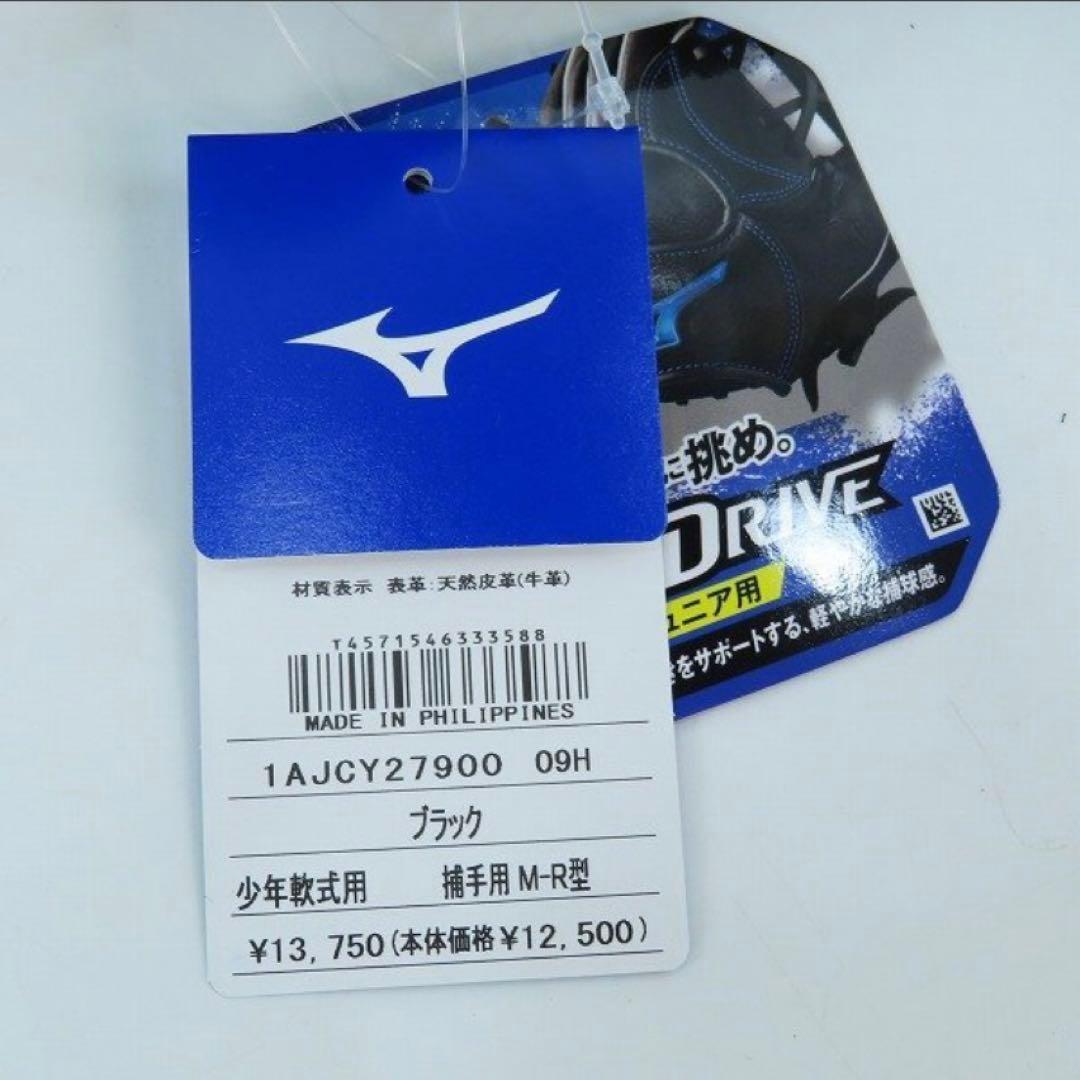 に挑め。
DRIVE
ュニア用
をサポートする、軽やかな捕球感。
材質表示 表革:天然皮革(牛革)
T4571546333588
MADE IN PHILIPPINES
1AJCY27900 09H
ブラック
少年軟式用 捕手用 M-R型
¥13,750(本体価格¥12,500)